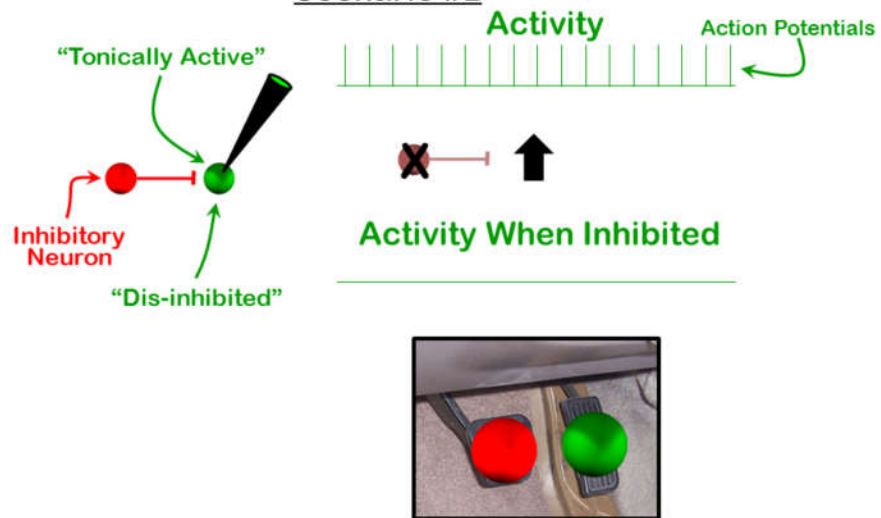 Activity
Action Potentials
“Tonically Active”
Inhibitory
Neuron
Activity When Inhibited
“Dis-inhibited”